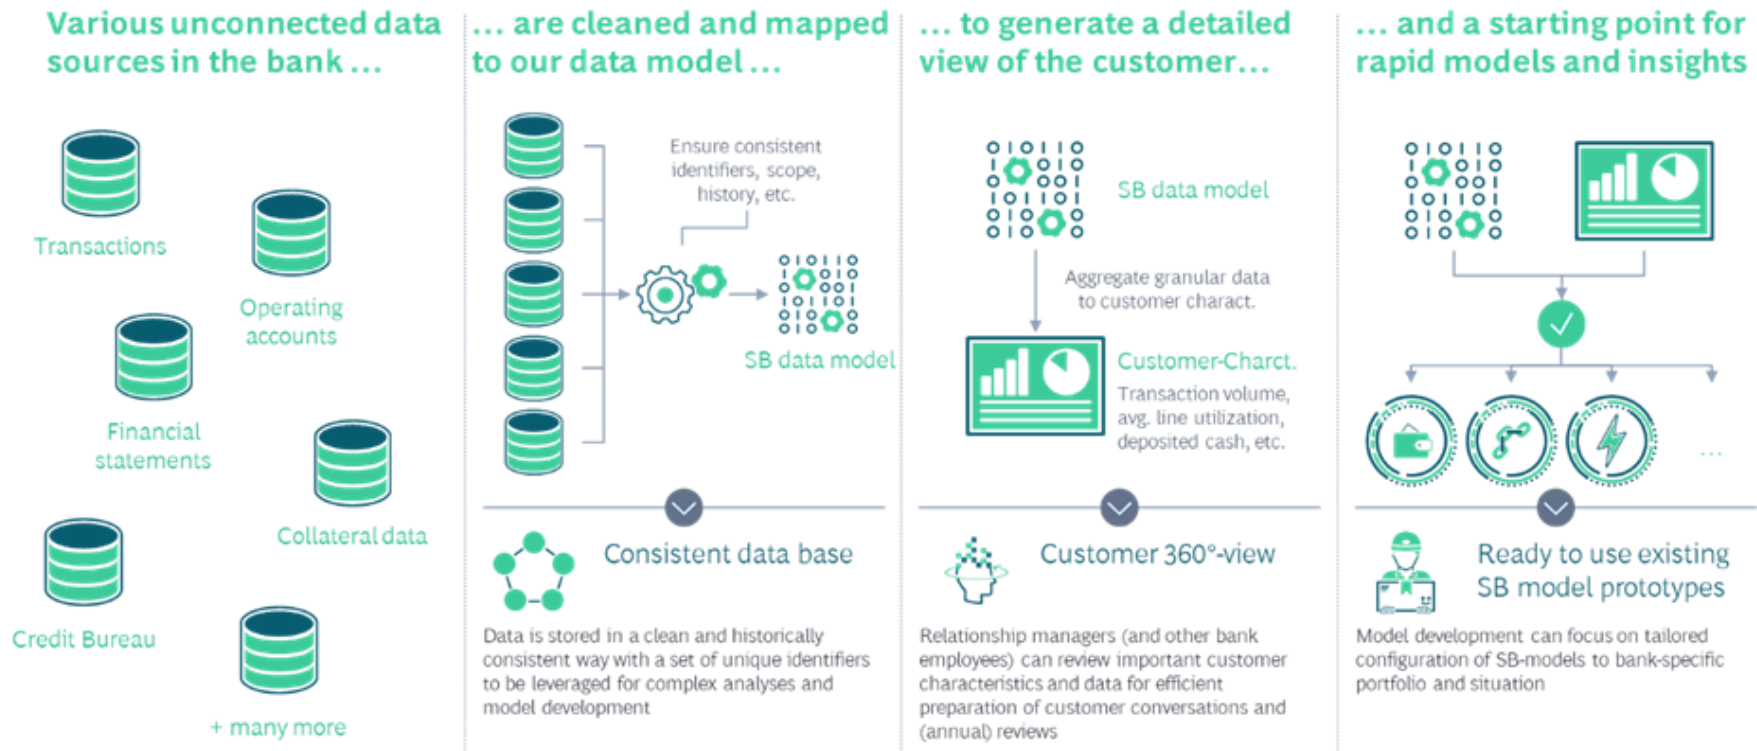 Various unconnected data
sources in the bank ...
Transactions
Operating
accounts
Financial
statements
Collateral data
Credit Bureau
+ many more
... are cleaned and mapped
to our data model ...
Ensure consistent
identifiers, scope,
history, etc.
SB data model
Consistent data base
Data is stored in a clean and historically
consistent way with a set of unique identifiers
to be leveraged for complex analyses and
model development
... to generate a detailed
view of the customer...
SB data model
Aggregate granular data
to customer charact.
Customer-Charct.
Transaction volume,
avg. line utilization,
deposited cash, etc.
Customer 360°-view
Relationship managers (and other bank
employees) can review important customer
characteristics and data for efficient
preparation of customer conversations and
(annual) reviews
... and a starting point for
rapid models and insights
...
Ready to use existing
SB model prototypes
Model development can focus on tailored
configuration of SB-models to bank-specific
portfolio and situation